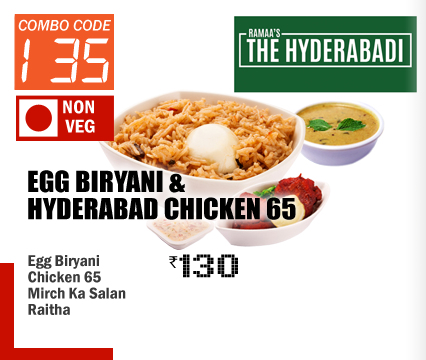 COMBO CODE
135
NON
VEG
RAMAA'S
THE HYDERABADI
EGG BIRYANI &
HYDERABAD CHICKEN 65
Egg Biryani
Chicken 65
Mirch Ka Salan
Raitha
₹130